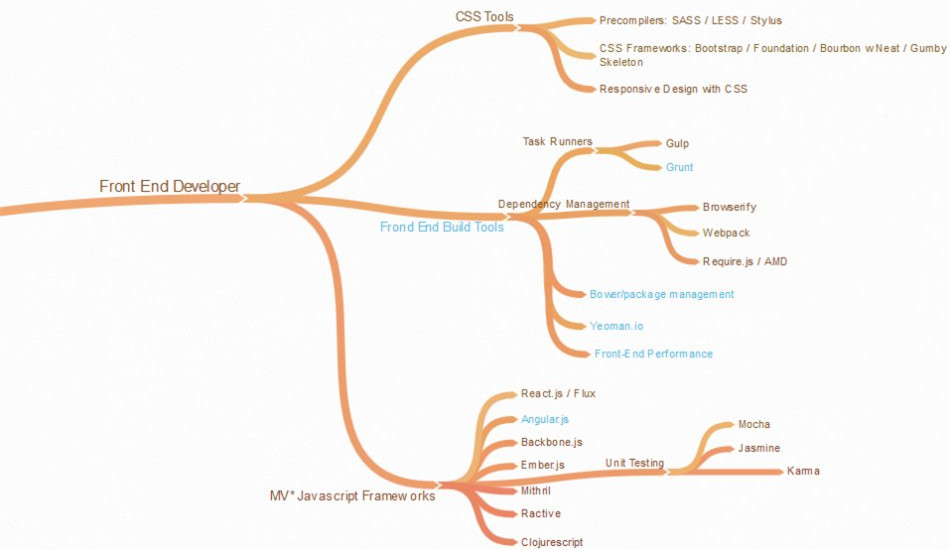 CSS Tools
Precompilers: SASS / LESS / Stylus
CSS Frameworks: Bootstrap / Foundation / Bourbon w Neat / Gumby
Skeleton
Responsive Design with CSS
Task Runners
Gulp
Grunt
Front End Developer
Dependency Management
Browserify
Frond End Build Tools
Webpack
Require.js / AMD
Bower/package management
Yeoman.io
Front-End Performance
React.js / Flux
Angular.js
Backbone.js
Ember.js
Unit Testing
Mocha
Jasmine
Karma
MV* Javascript Frameworks
Mithril
Ractive
Clojurescript